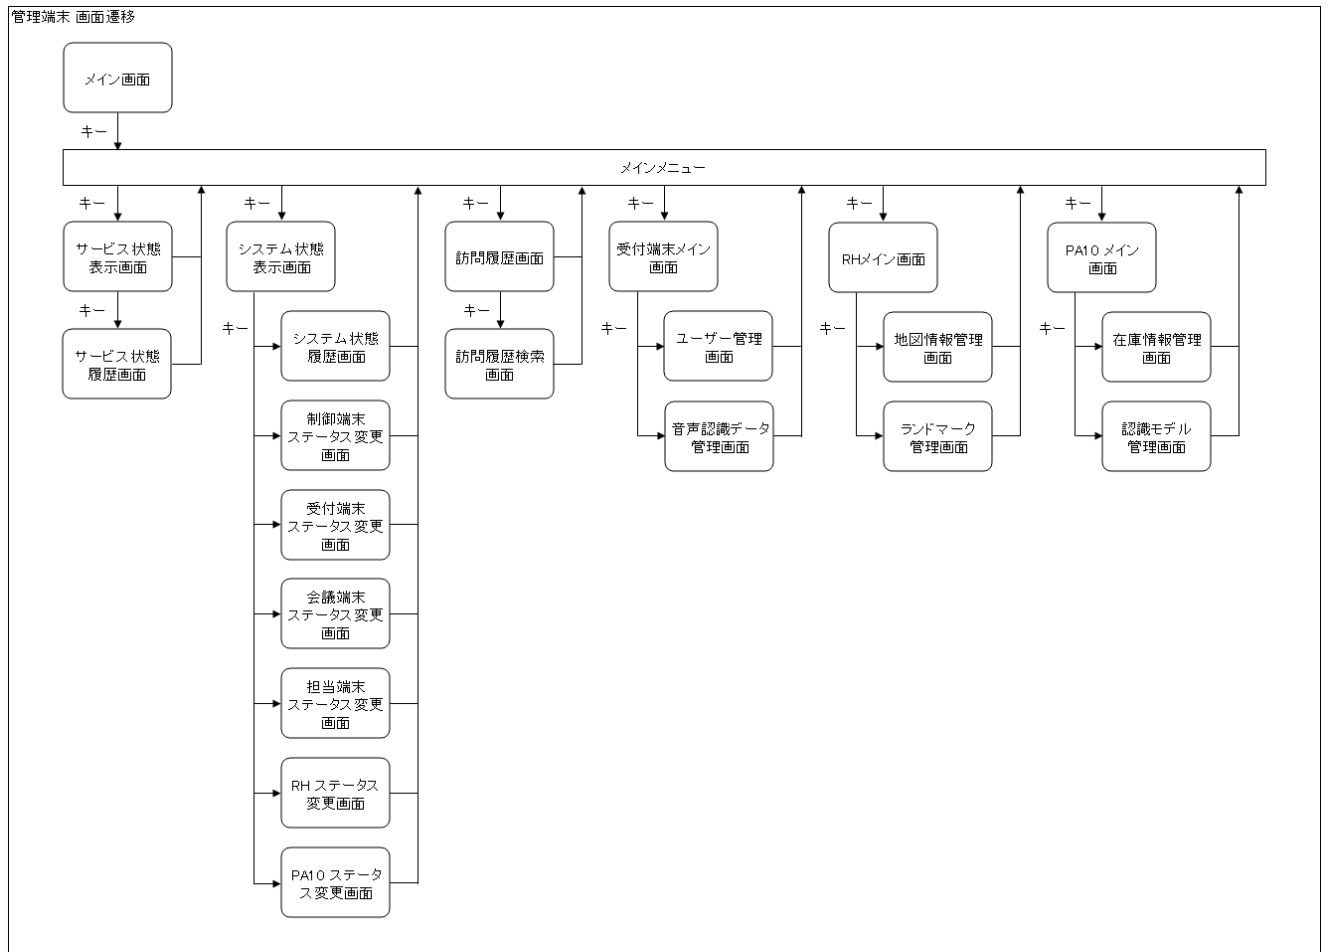 管理端末 画面遷移
メイン画面
キー
メインメニュー
キー
キー
キー
キー
キー
キー
サービス状態
表示画面
システム状態
表示画面
訪問履歴画面
受付端末メイン
画面
RHメイン画面
PA10メイン
画面
キー
キー
キー
キー
キー
キー
サービス状態
履歴画面
システム状態
履歴画面
訪問履歴検索
画面
ユーザー管理
画面
地図情報管理
画面
在庫情報管理
画面
制御端末
ステータス変更
画面
音声認識データ
管理画面
ランドマーク
管理画面
認識モデル
管理画面
受付端末
ステータス変更
画面
会議端末
ステータス変更
画面
担当端末
ステータス変更
画面
RH ステータス
変更画面
PA10 ステータ
ス変更画面